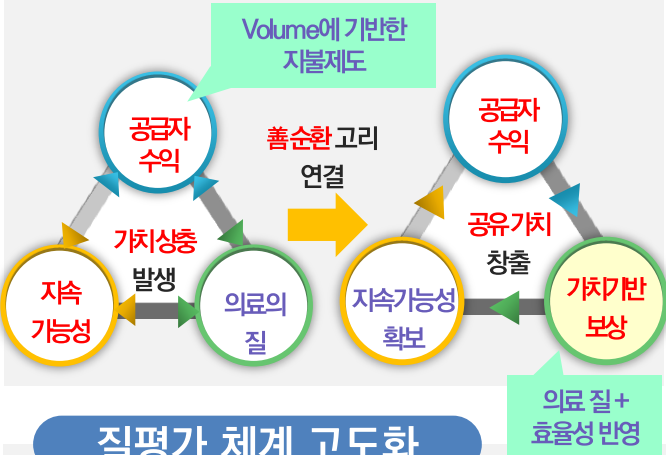 Volume에 기반한
지불제도
공급자
수익
가치 상충
발생
지속
가능성
의료의
질
善순환 고리
연결
공급자
수익
공유 가치
창출
지속가능성
확보
가치기반
보상
의료 질 +
효율성 반영
질평가 체계 고도화